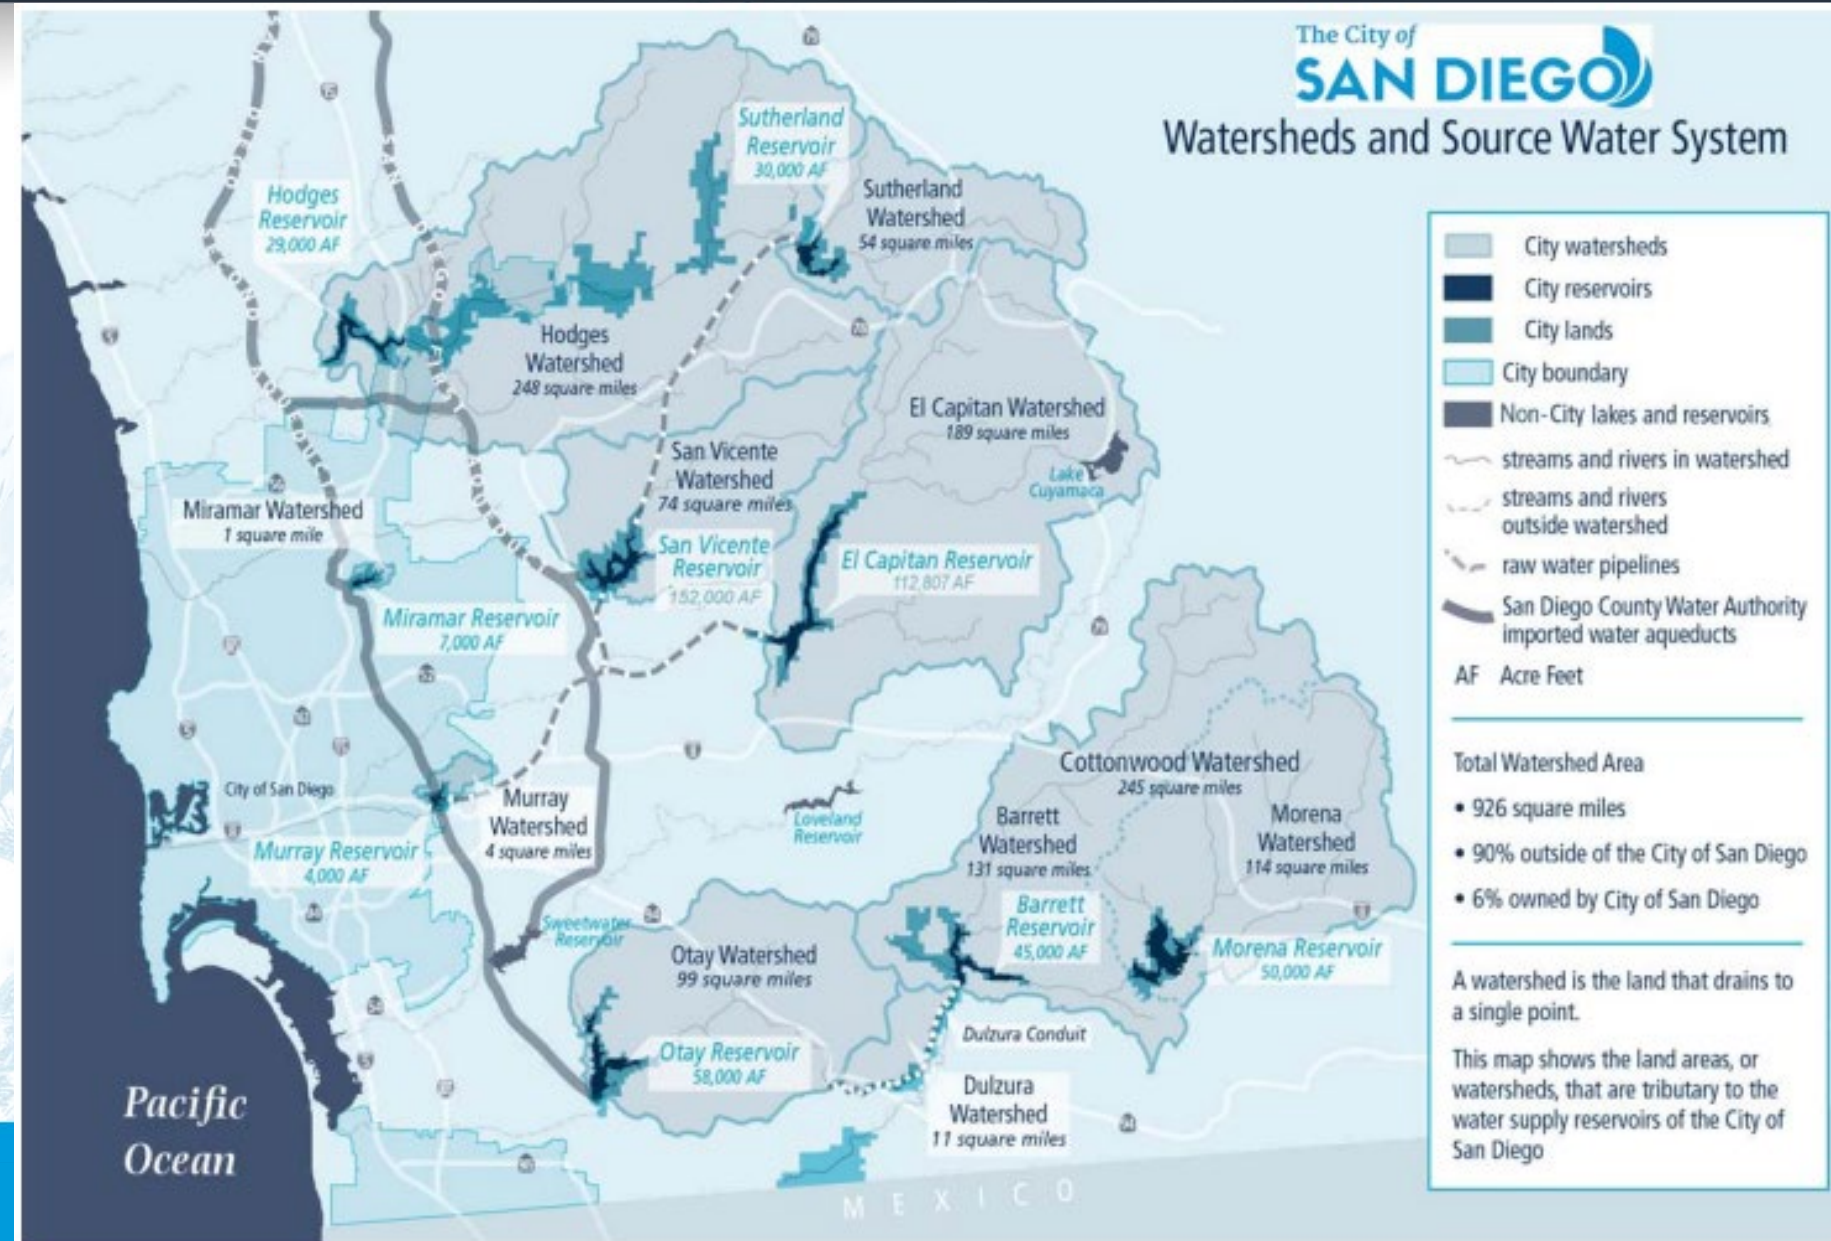 The City of
SAN DIEGO
Watersheds and Source Water System
Sutherland
Reservoir
30,000 AF
Sutherland
Watershed
54 square miles
Hodges
Reservoir
29,000 AF
Hodges
Watershed
248 square miles
El Capitan Watershed
189 square miles
Lake
Cuyamaca
San Vicente
Watershed
74 square miles
Miramar Watershed
1 square mile
San Vicente
Reservoir
152,000 AF
El Capitan Reservoir
112,807 AF
Miramar Reservoir
7,000 AF
Cottonwood Watershed
245 square miles
City of San Diego
Murray
Watershed
4 square miles
Loveland
Reservoir
Barrett
Watershed
131 square miles
Morena
Watershed
114 square miles
Murray Reservoir
4,000 AF
Barrett
Reservoir
45,000 AF
Sweetwater
Reservoir
Otay Watershed
99 square miles
Morena Reservoir
50,000 AF
Dulzura Conduit
Otay Reservoir
58,000 AF
Dulzura
Watershed
11 square miles
Pacific
Ocean
MEXICO
City watersheds
City reservoirs
City lands
City boundary
Non-City lakes and reservoirs
streams and rivers in watershed
streams and rivers
outside watershed
raw water pipelines
San Diego County Water Authority
imported water aqueducts
AF Acre Feet
Total Watershed Area
• 926 square miles
• 90% outside of the City of San Diego
• 6% owned by City of San Diego
A watershed is the land that drains to
a single point.
This map shows the land areas, or
watersheds, that are tributary to the
water supply reservoirs of the City of
San Diego